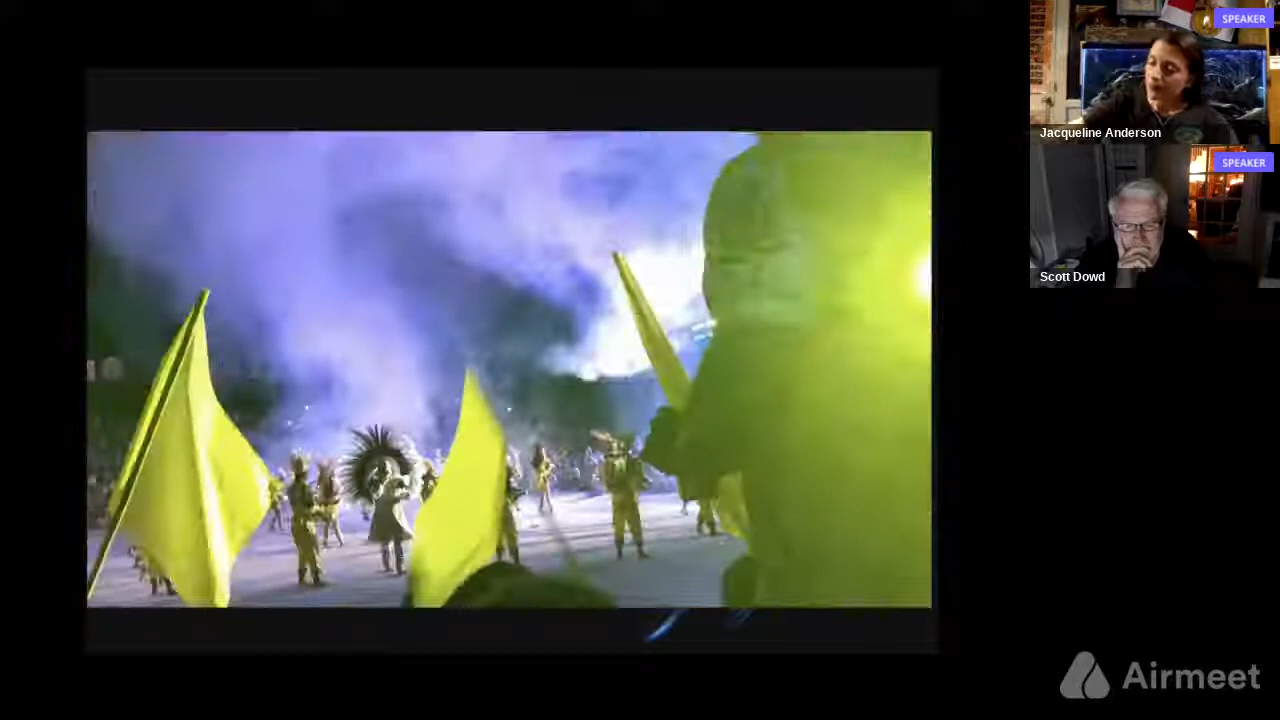 SPEAKER
Jacqueline Anderson
SPEAKER
Scott Dowd
Airmeet